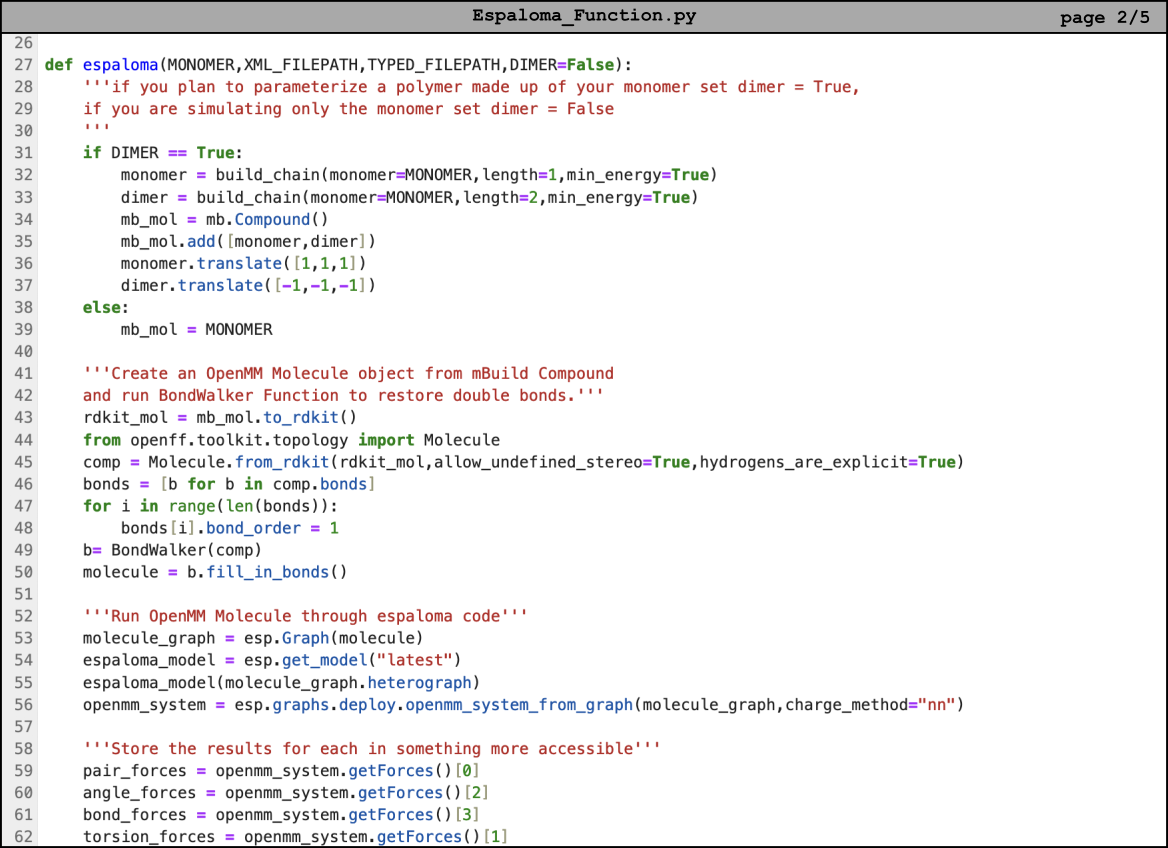 Espaloma_Function.py page 2/5
26
27 def espaloma(MONOMER,XML_FILEPATH,TYPED_FILEPATH,DIMER=False):
28     '''if you plan to parameterize a polymer made up of your monomer set dimer = True,
29     if you are simulating only the monomer set dimer = False
30     '''
31     if DIMER == True:
32         monomer = build_chain(monomer=MONOMER,length=1,min_energy=True)
33         dimer = build_chain(monomer=MONOMER,length=2,min_energy=True)
34         mb_mol = mb.Compound()
35         mb_mol.add([monomer,dimer])
36         monomer.translate([1,1,1])
37         dimer.translate([-1,-1,-1])
38     else:
39         mb_mol = MONOMER
40
41     '''Create an OpenMM Molecule object from mBuild Compound
42     and run BondWalker Function to restore double bonds.'''
43     rdkit_mol = mb_mol.to_rdkit()
44     from openff.toolkit.topology import Molecule
45     comp = Molecule.from_rdkit(rdkit_mol,allow_undefined_stereo=True,hydrogens_are_explicit=True)
46     bonds = [b for b in comp.bonds]
47     for i in range(len(bonds)):
48         bonds[i].bond_order = 1
49     b= BondWalker(comp)
50     molecule = b.fill_in_bonds()
51
52     '''Run OpenMM Molecule through espaloma code'''
53     molecule_graph = esp.Graph(molecule)
54     espaloma_model = esp.get_model("latest")
55     espaloma_model(molecule_graph.heterograph)
56     openmm_system = esp.graphs.deploy.openmm_system_from_graph(molecule_graph,charge_method="nn")
57
58     '''Store the results for each in something more accessible'''
59     pair_forces = openmm_system.getForces()[0]
60     angle_forces = openmm_system.getForces()[2]
61     bond_forces = openmm_system.getForces()[3]
62     torsion_forces = openmm_system.getForces()[1]